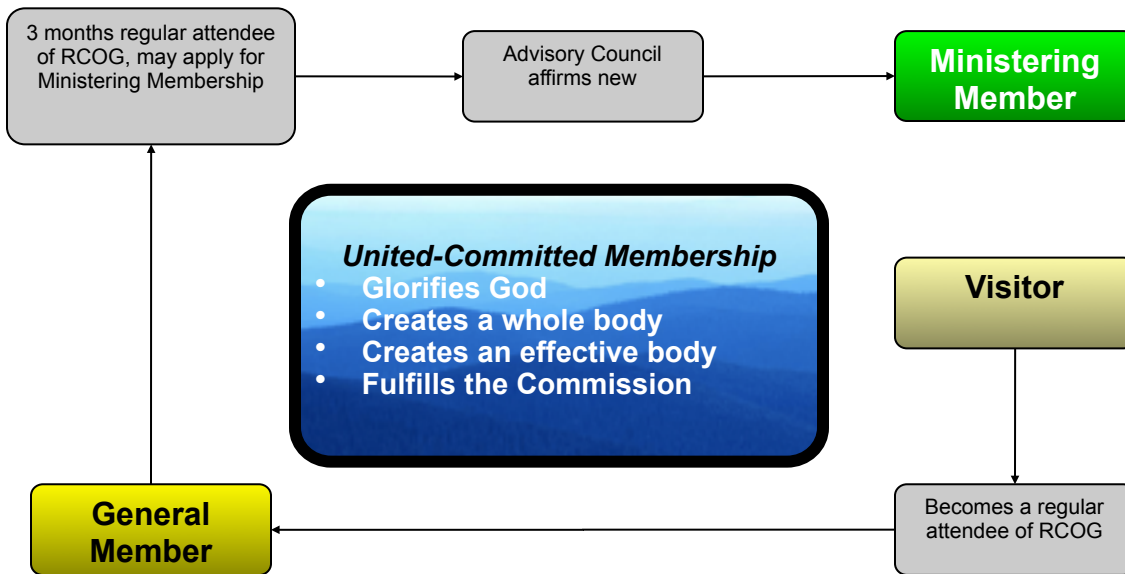 3 months regular attendee
of RCOG, may apply for
Ministering Membership
Advisory Council
affirms new
Ministering
Member
United-Committed Membership
• Glorifies God
• Creates a whole body
• Creates an effective body
• Fulfills the Commission
Visitor
General
Member
Becomes a regular
attendee of RCOG